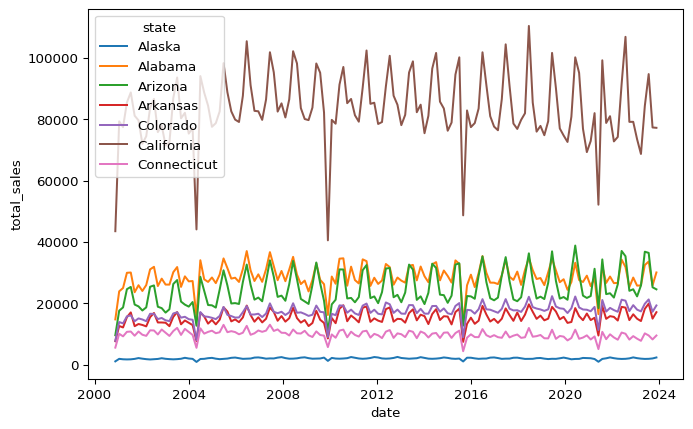 state
Alaska
Alabama
Arizona
Arkansas
Colorado
California
Connecticut
total_sales
100000
80000
60000
40000
20000
0
2000 2004 2008 2012 2016 2020 2024
date